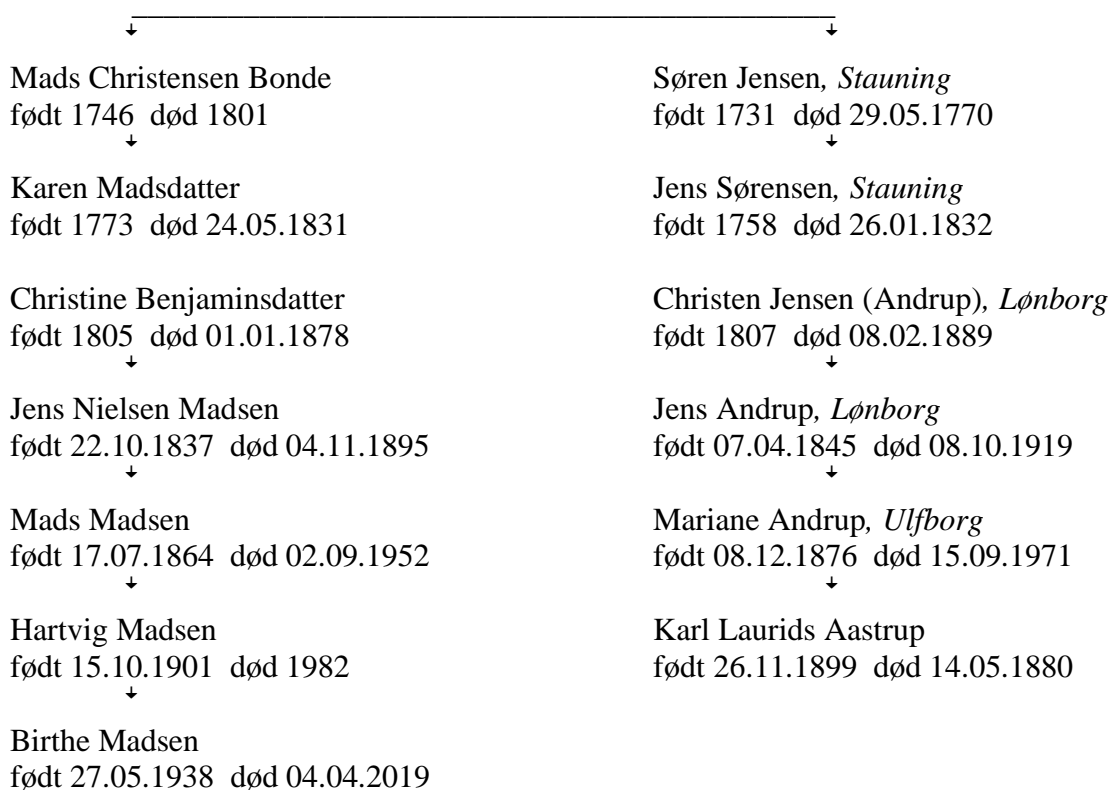 Mads Christensen Bonde
født 1746 død 1801
Karen Madsdatter
født 1773 død 24.05.1831
Christine Benjaminsdatter
født 1805 død 01.01.1878
Jens Nielsen Madsen
født 22.10.1837 død 04.11.1895
Mads Madsen
født 17.07.1864 død 02.09.1952
Hartvig Madsen
født 15.10.1901 død 1982
Birthe Madsen
født 27.05.1938 død 04.04.2019
Søren Jensen, Stauning
født 1731 død 29.05.1770
Jens Sørensen, Stauning
født 1758 død 26.01.1832
Christen Jensen (Andrup), Lønborg
født 1807 død 08.02.1889
Jens Andrup, Lønborg
født 07.04.1845 død 08.10.1919
Mariane Andrup, Ulfborg
født 08.12.1876 død 15.09.1971
Karl Laurids Aastrup
født 26.11.1899 død 14.05.1880